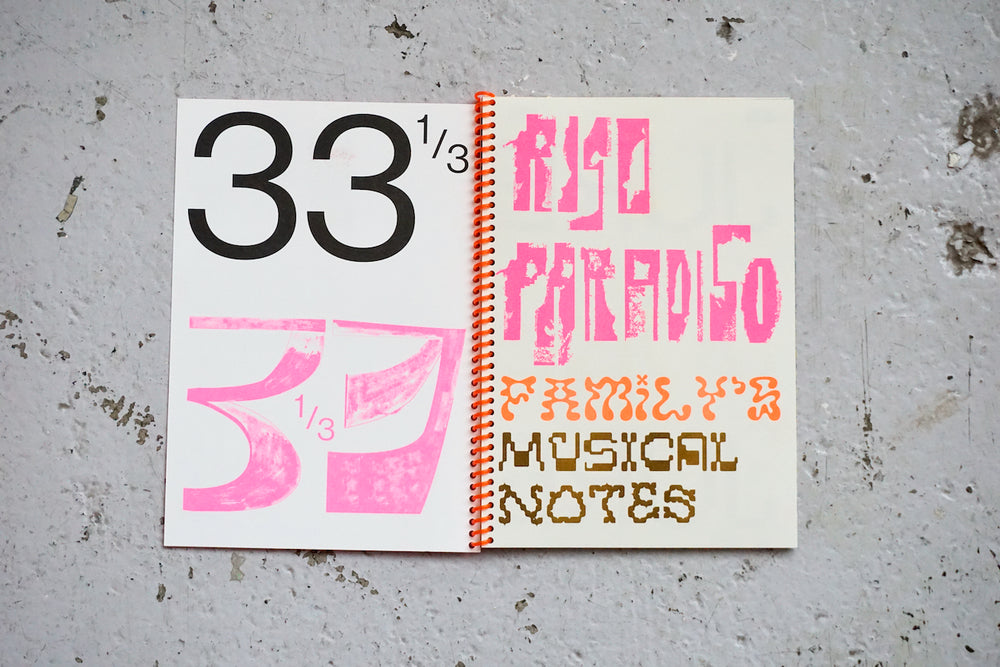 33 1/3
33 1/3
RISO
PARADISO
FAMILY'S
MUSICAL
NOTES